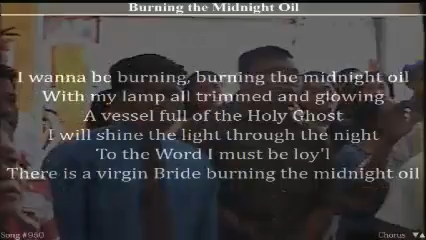 Burning the Midnight Oil
I wanna be burning, burning the midnight oil
With my lamp all trimmed and glowing
A vessel full of the Holy Ghost
I will shine the light through the night
To the Word I must be loy'l
There is a virgin Bride burning the midnight oil
Song #950
Chorus ▼▲